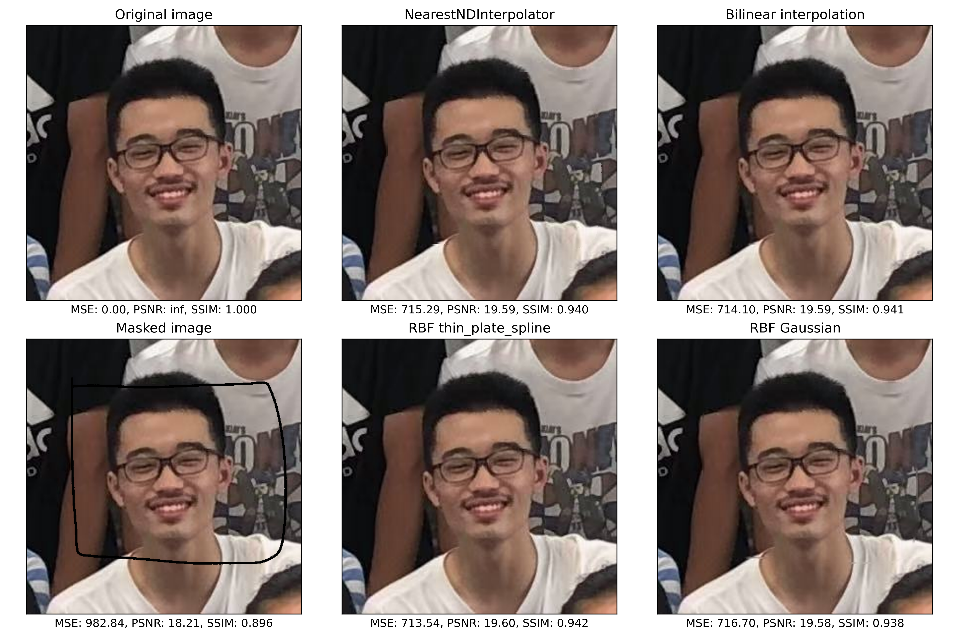 Original image
NearestNDInterpolator
Bilinear interpolation
MSE: 0.00, PSNR: inf, SSIM: 1.000
MSE: 715.29, PSNR: 19.59, SSIM: 0.940
MSE: 714.10, PSNR: 19.59, SSIM: 0.941
Masked image
RBF thin_plate_spline
RBF Gaussian
MSE: 982.84, PSNR: 18.21, SSIM: 0.896
MSE: 713.54, PSNR: 19.60, SSIM: 0.942
MSE: 716.70, PSNR: 19.58, SSIM: 0.938